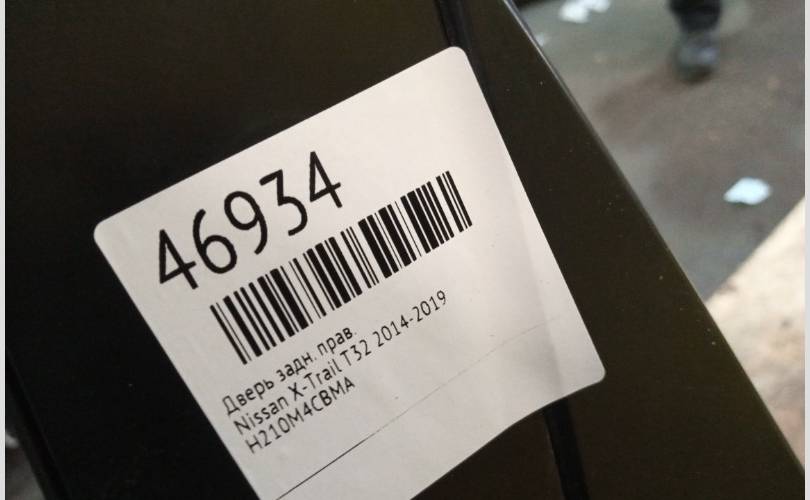 46934
Дверь задн. прав.
Nissan X-Trail T32 2014-2019
H210M4CBMA